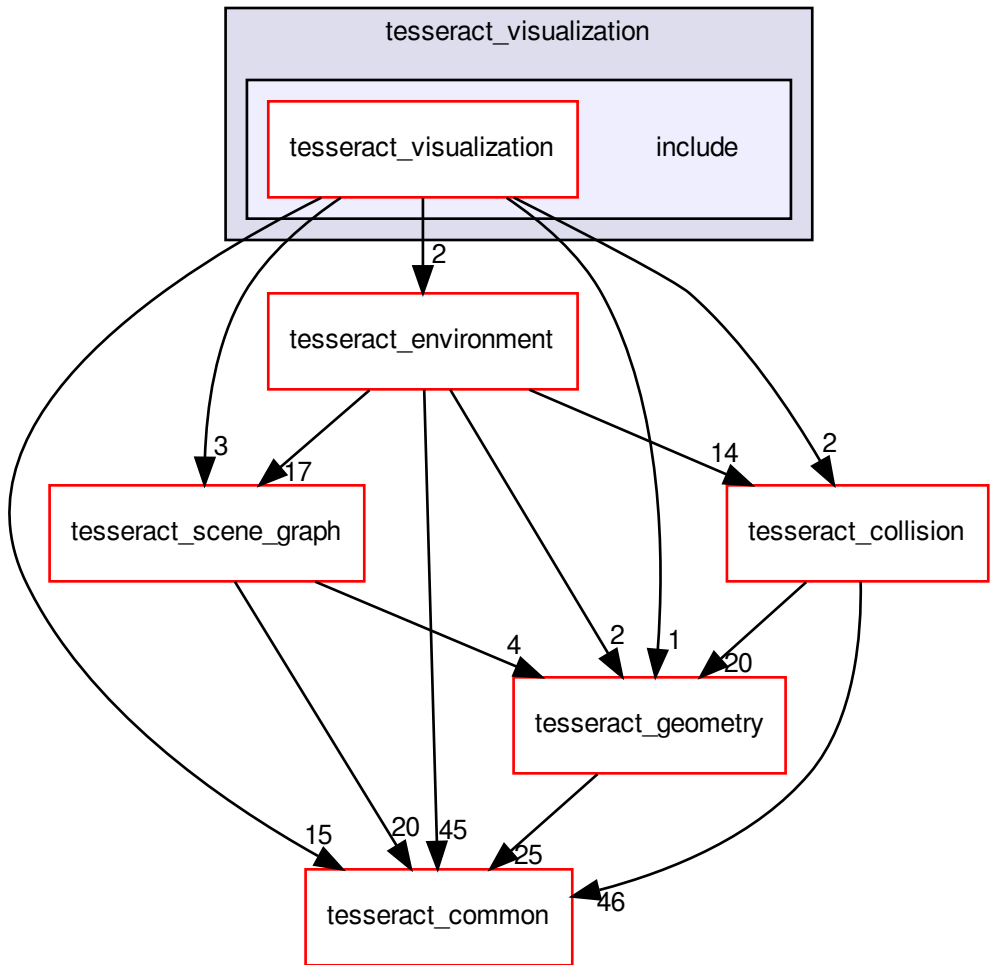 tesseract_visualization
tesseract_visualization
include
2
tesseract_environment
3
17
14
2
tesseract_scene_graph
tesseract_collision
4
2
1
20
tesseract_geometry
15
20
45
25
46
tesseract_common